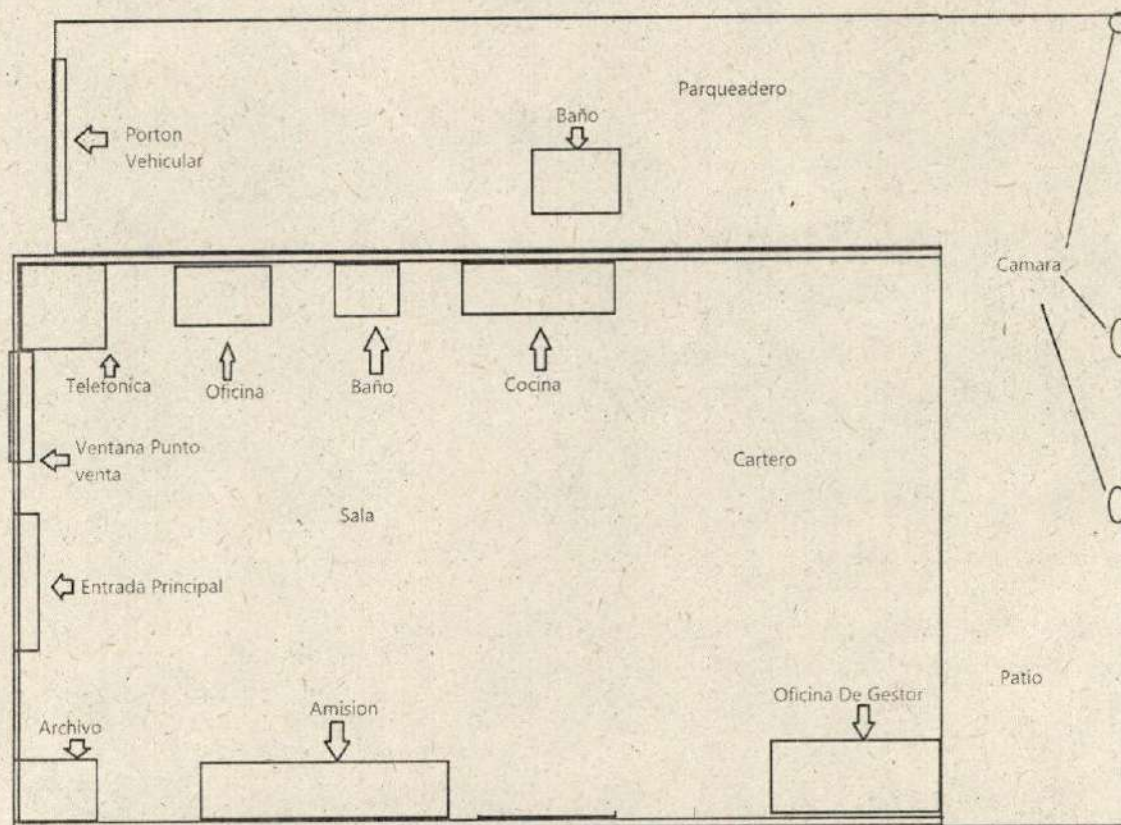 Parqueadero
Baño
Porton
Vehicular
Camara
Telefonica
Oficina
Baño
Cocina
Ventana Punto
venta
Cartero
Sala
Entrada Principal
Patio
Oficina De Gestor
Amision
Archivo